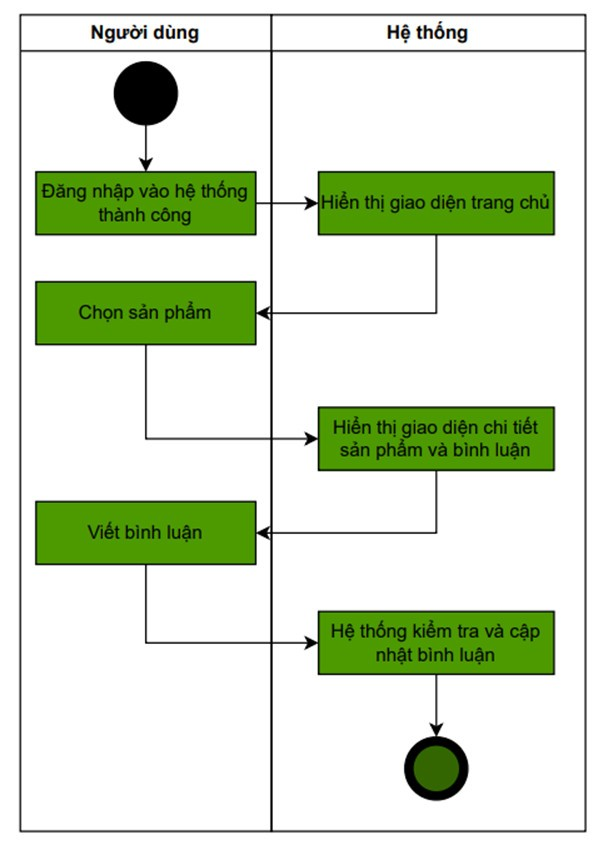 Người dùng
Hệ thống
Đăng nhập vào hệ thống
thành công
Hiển thị giao diện trang chủ
Chọn sản phẩm
Hiển thị giao diện chi tiết
sản phẩm và bình luận
Viết bình luận
Hệ thống kiểm tra và cập
nhật bình luận